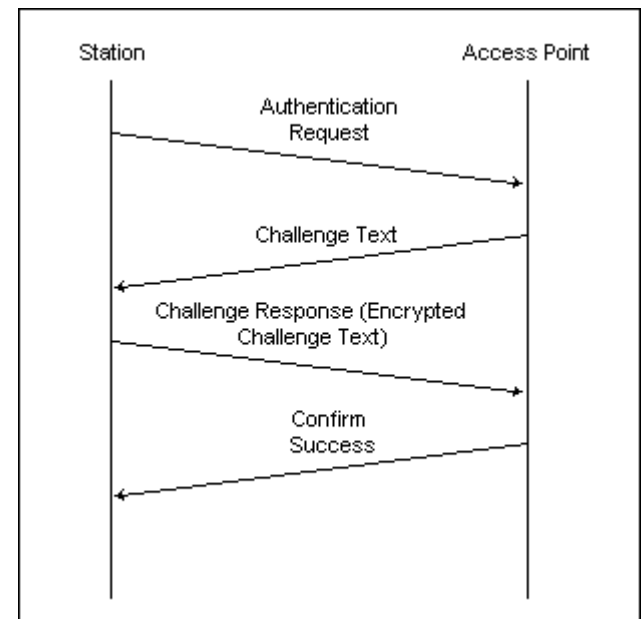 Station
Access Point
Authentication
Request
Challenge Text
Challenge Response (Encrypted
Challenge Text)
Confirm
Success